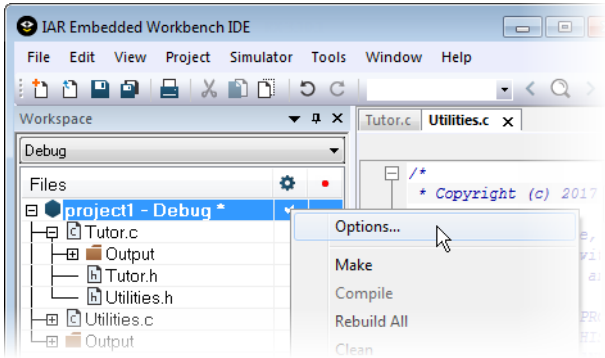 IAR Embedded Workbench IDE
File Edit View Project Simulator Tools Window Help
Workspace
Tutor.c Utilities.c
Debug
Files
/*
project1 - Debug *
* Copyright (c) 2017
Tutor.c
Options...
Output
Tutor.h
Make
Utilities.h
Compile
Utilities.c
Rebuild All
Output
Clean